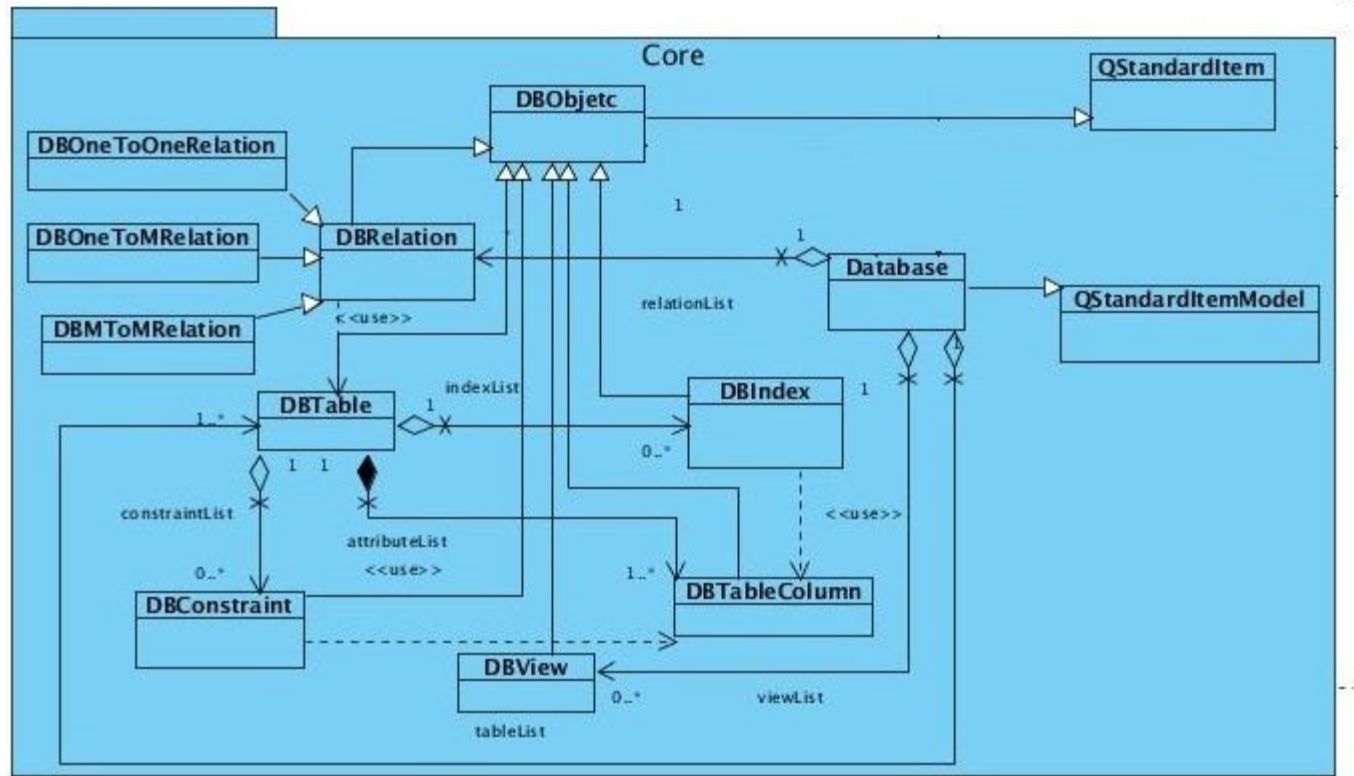 Core
QStandardItem
DBObjetc
DBOneToOneRelation
1
DBOneToMRelation
DBRelation
*
1
Database
QStandardItemModel
relationList
DBMToMRelation
<<use>>
1
indexList
DBIndex
1
DBTable
1
1..*
0..*
1 1
constraintList
<<use>>
attributeList
0..*
<<use>>
1..*
DBTableColumn
DBConstraint
DBView
0..*
viewList
tableList